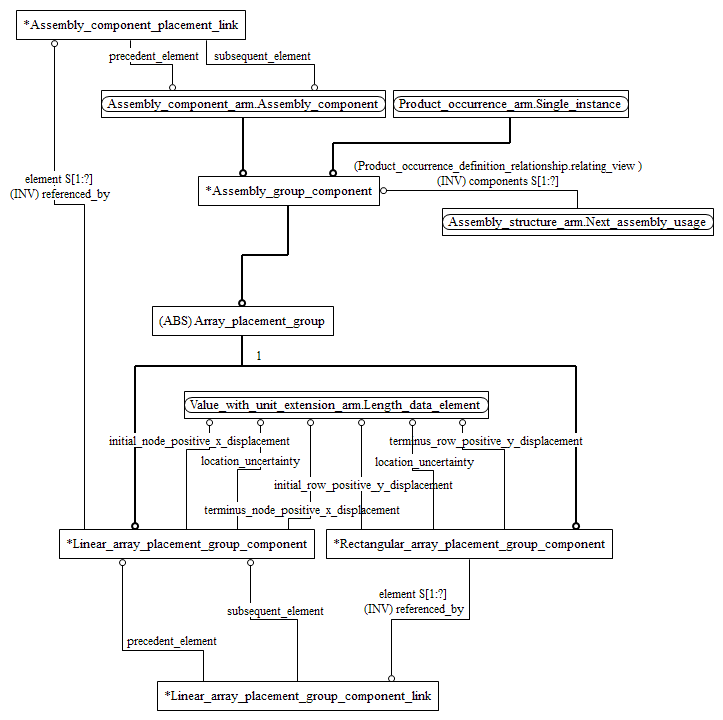 *Assembly_component_placement_link
precedent_element
subsequent_element
Assembly_component_arm.Assembly_component
Product_occurrence_arm.Single_instance
element S[1:?]
(INV) referenced_by
(Product_occurrence_definition_relationship.relating_view )
(INV) components S[1:?]
*Assembly_group_component
Assembly_structure_arm.Next_assembly_usage
(ABS) Array_placement_group
1
Value_with_unit_extension_arm.Length_data_element
initial_node_positive_x_displacement
terminus_row_positive_y_displacement
location_uncertainty
location_uncertainty
initial_row_positive_y_displacement
terminus_node_positive_x_displacement
*Linear_array_placement_group_component
*Rectangular_array_placement_group_component
element S[1:?]
(INV) referenced_by
subsequent_element
precedent_element
*Linear_array_placement_group_component_link